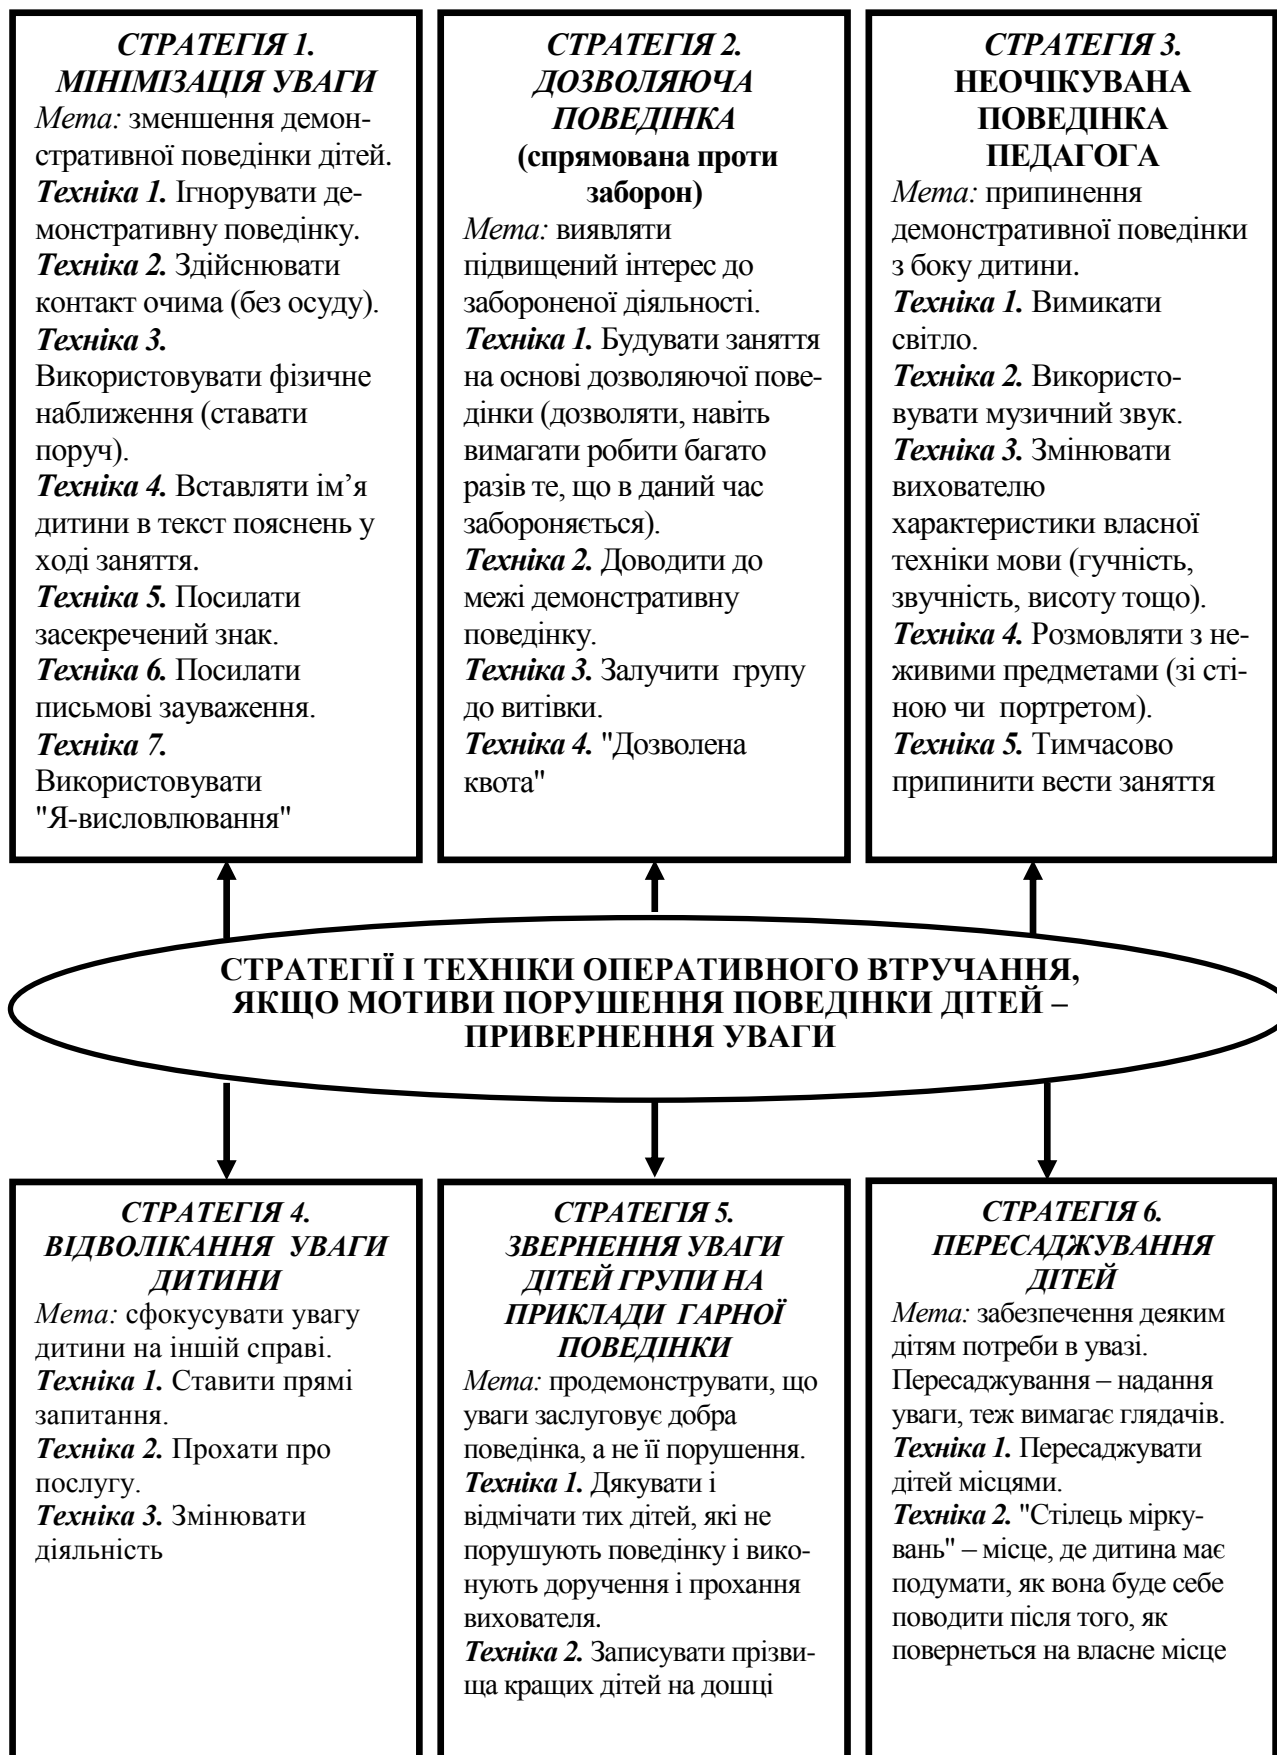 СТРАТЕГІЯ 1.
МІНІМІЗАЦІЯ УВАГИ
Мета: зменшення демон-
стративної поведінки дітей.
Техніка 1. Ігнорувати де-
монстративну поведінку.
Техніка 2. Здійснювати
контакт очима (без осуду).
Техніка 3.
Використовувати фізичне
наближення (ставати
поруч).
Техніка 4. Вставляти ім’я
дитини в текст пояснень у
ході заняття.
Техніка 5. Посилати
засекречений знак.
Техніка 6. Посилати
письмові зауваження.
Техніка 7.
Використовувати
"Я-висловлювання"
СТРАТЕГІЯ 2.
ДОЗВОЛЯЮЧА
ПОВЕДІНКА
(спрямована проти
заборон)
Мета: виявляти
підвищений інтерес до
забороненої діяльності.
Техніка 1. Будувати заняття
на основі дозволяючої пове-
дінки (дозволяти, навіть
вимагати робити багато
разів те, що в даний час
забороняється).
Техніка 2. Доводити до
межі демонстративну
поведінку.
Техніка 3. Залучити групу
до витівки.
Техніка 4. "Дозволена
квота"
СТРАТЕГІЯ 3.
НЕОЧІКУВАНА
ПОВЕДІНКА
ПЕДАГОГА
Мета: припинення
демонстративної поведінки
з боку дитини.
Техніка 1. Вимикати
світло.
Техніка 2. Використо-
вувати музичний звук.
Техніка 3. Змінювати
вихователю
характеристики власної
техніки мови (гучність,
звучність, висоту тощо).
Техніка 4. Розмовляти з не-
живими предметами (зі сті-
ною чи портретом).
Техніка 5. Тимчасово
припинити вести заняття
СТРАТЕГІЇ І ТЕХНІКИ ОПЕРАТИВНОГО ВТРУЧАННЯ,
ЯКЩО МОТИВИ ПОРУШЕННЯ ПОВЕДІНКИ ДІТЕЙ –
ПРИВЕРНЕННЯ УВАГИ
СТРАТЕГІЯ 4.
ВІДВОЛІКАННЯ УВАГИ
ДИТИНИ
Мета: сфокусувати увагу
дитини на іншій справі.
Техніка 1. Ставити прямі
запитання.
Техніка 2. Прохати про
послугу.
Техніка 3. Змінювати
діяльність
СТРАТЕГІЯ 5.
ЗВЕРНЕННЯ УВАГИ
ДІТЕЙ ГРУПИ НА
ПРИКЛАДИ ГАРНОЇ
ПОВЕДІНКИ
Мета: продемонструвати, що
уваги заслуговує добра
поведінка, а не її порушення.
Техніка 1. Дякувати і
відмічати тих дітей, які не
порушують поведінку і вико-
нують доручення і прохання
вихователя.
Техніка 2. Записувати прізви-
ща кращих дітей на дошці
СТРАТЕГІЯ 6.
ПЕРЕСАДЖУВАННЯ
ДІТЕЙ
Мета: забезпечення деяким
дітям потреби в увазі.
Пересаджування – надання
уваги, теж вимагає глядачів.
Техніка 1. Пересаджувати
дітей місцями.
Техніка 2. "Стілець мірку-
вань" – місце, де дитина має
подумати, як вона буде себе
поводити після того, як
повернеться на власне місце